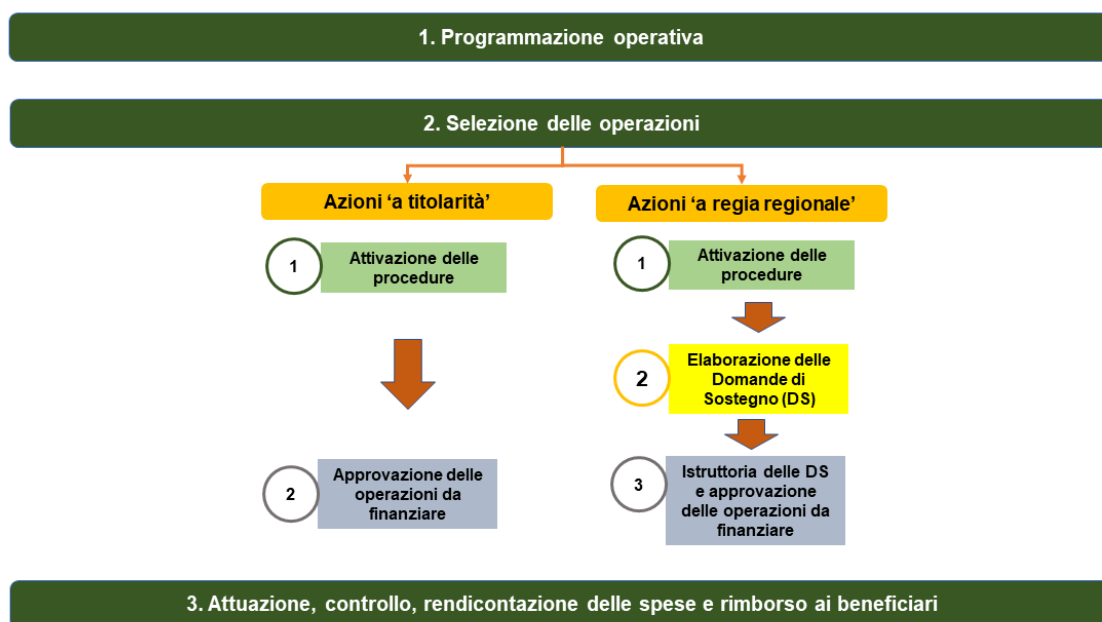 1. Programmazione operativa
2. Selezione delle operazioni
Azioni ‘a titolarità’
Azioni ‘a regia regionale’
1
Attivazione delle
procedure
1
Attivazione delle
procedure
2
Elaborazione delle
Domande di
Sostegno (DS)
2
Approvazione delle
operazioni da
finanziare
3
Istruttoria delle DS
e approvazione
delle operazioni da
finanziare
3. Attuazione, controllo, rendicontazione delle spese e rimborso ai beneficiari